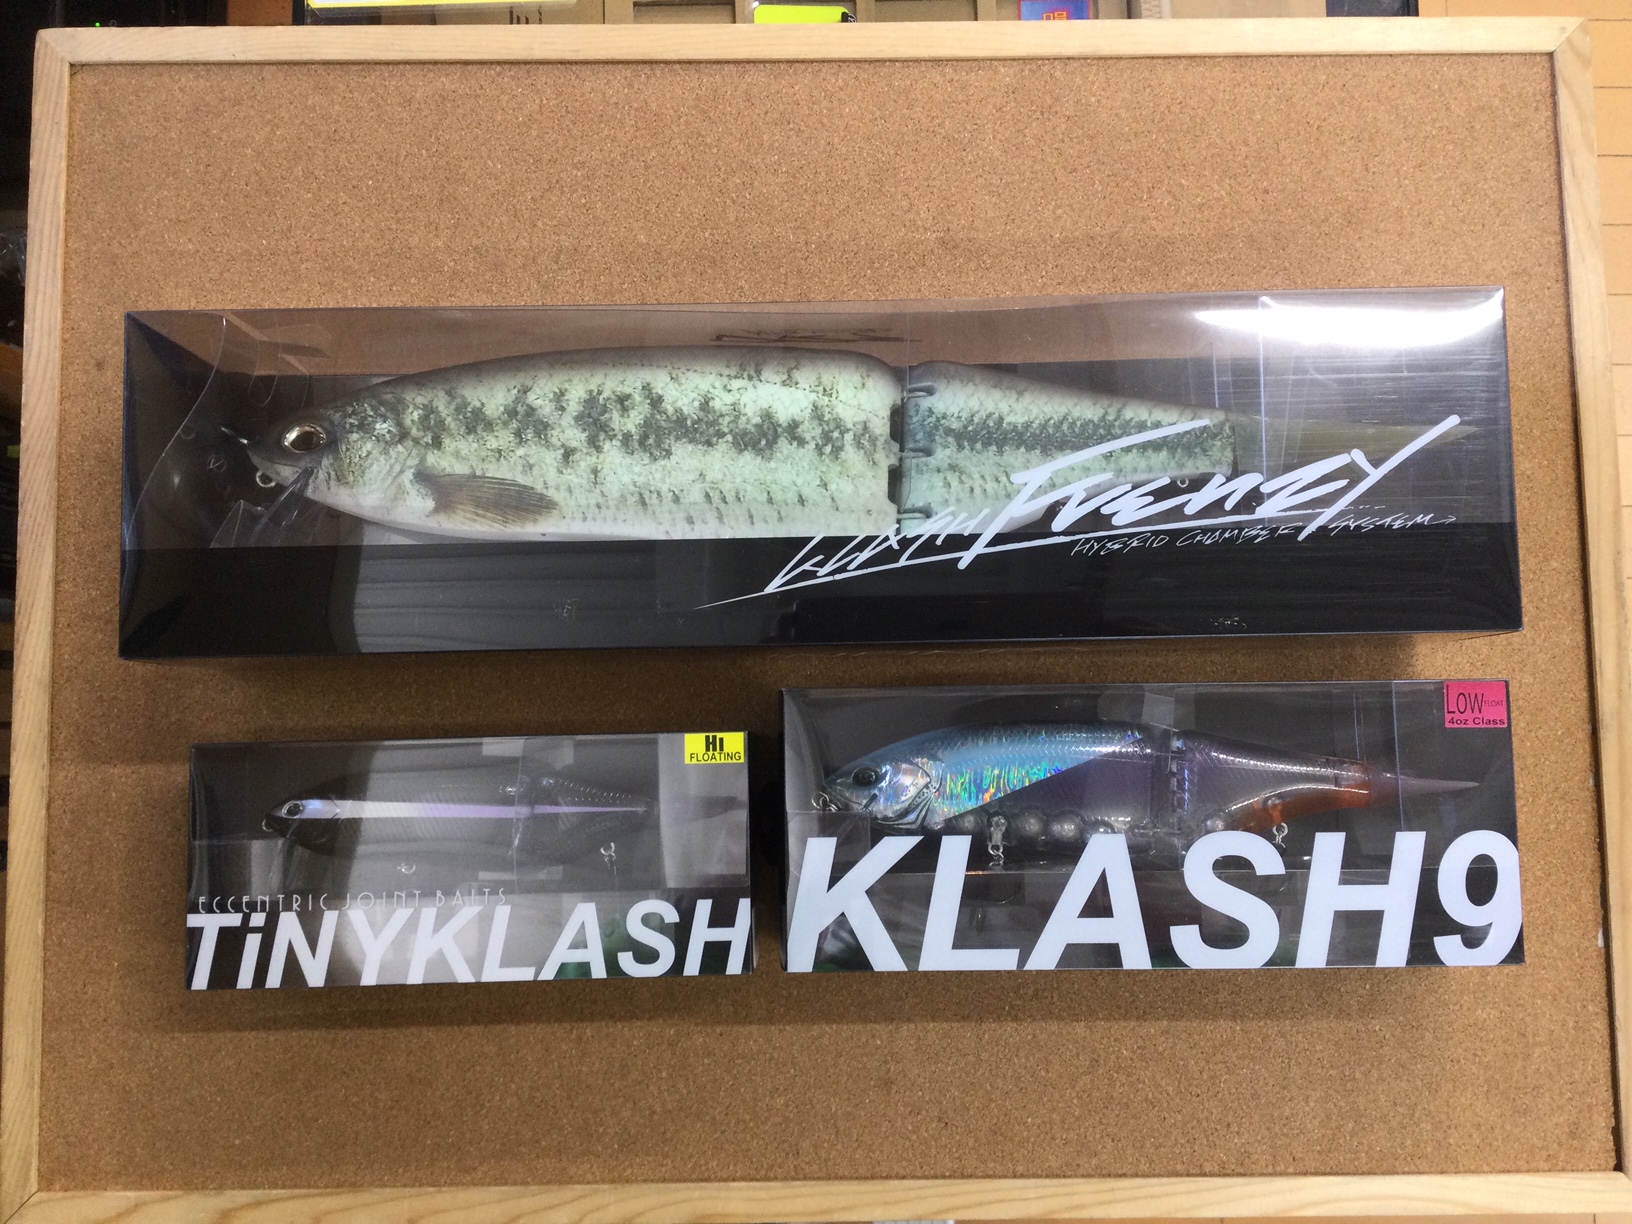 KLASH Frenzy
HYBRID CHAMBER SYSTEM
Hi
FLOATING
ECCENTRIC JOINT BAITS
TiNYKLASH
LOW FLOAT
4oz Class
KLASH9